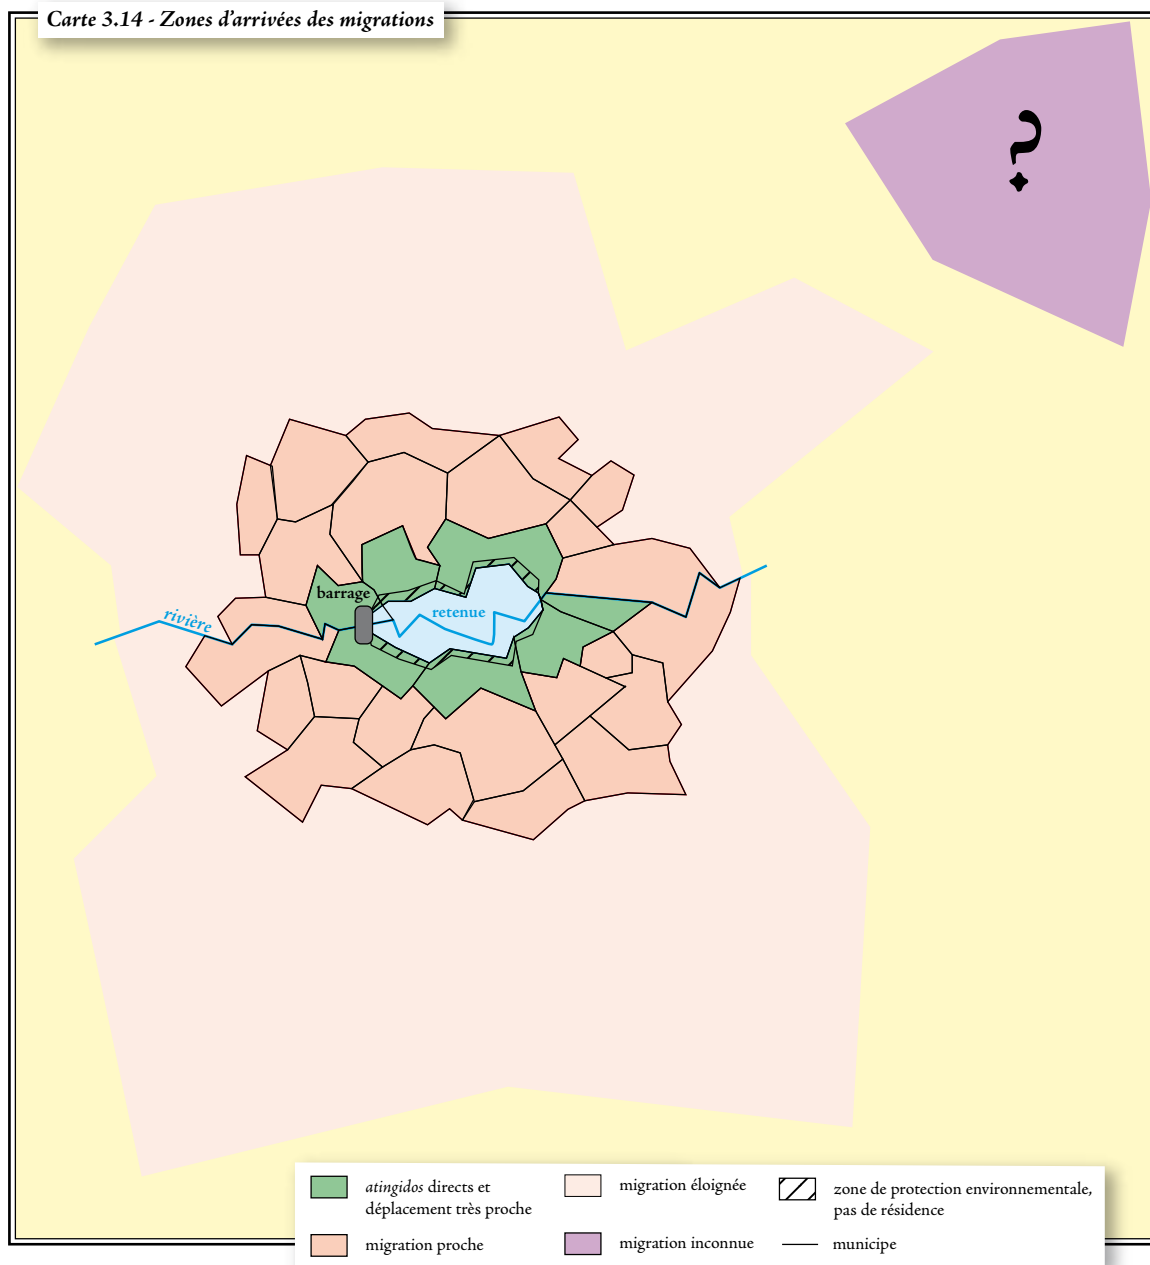 Carte 3.14 - Zones d'arrivées des migrations
?
barrage
retenue
rivière
atingidos directs et
déplacement très proche
migration proche
migration éloignée
migration inconnue
zone de protection environnementale,
pas de résidence
municipe